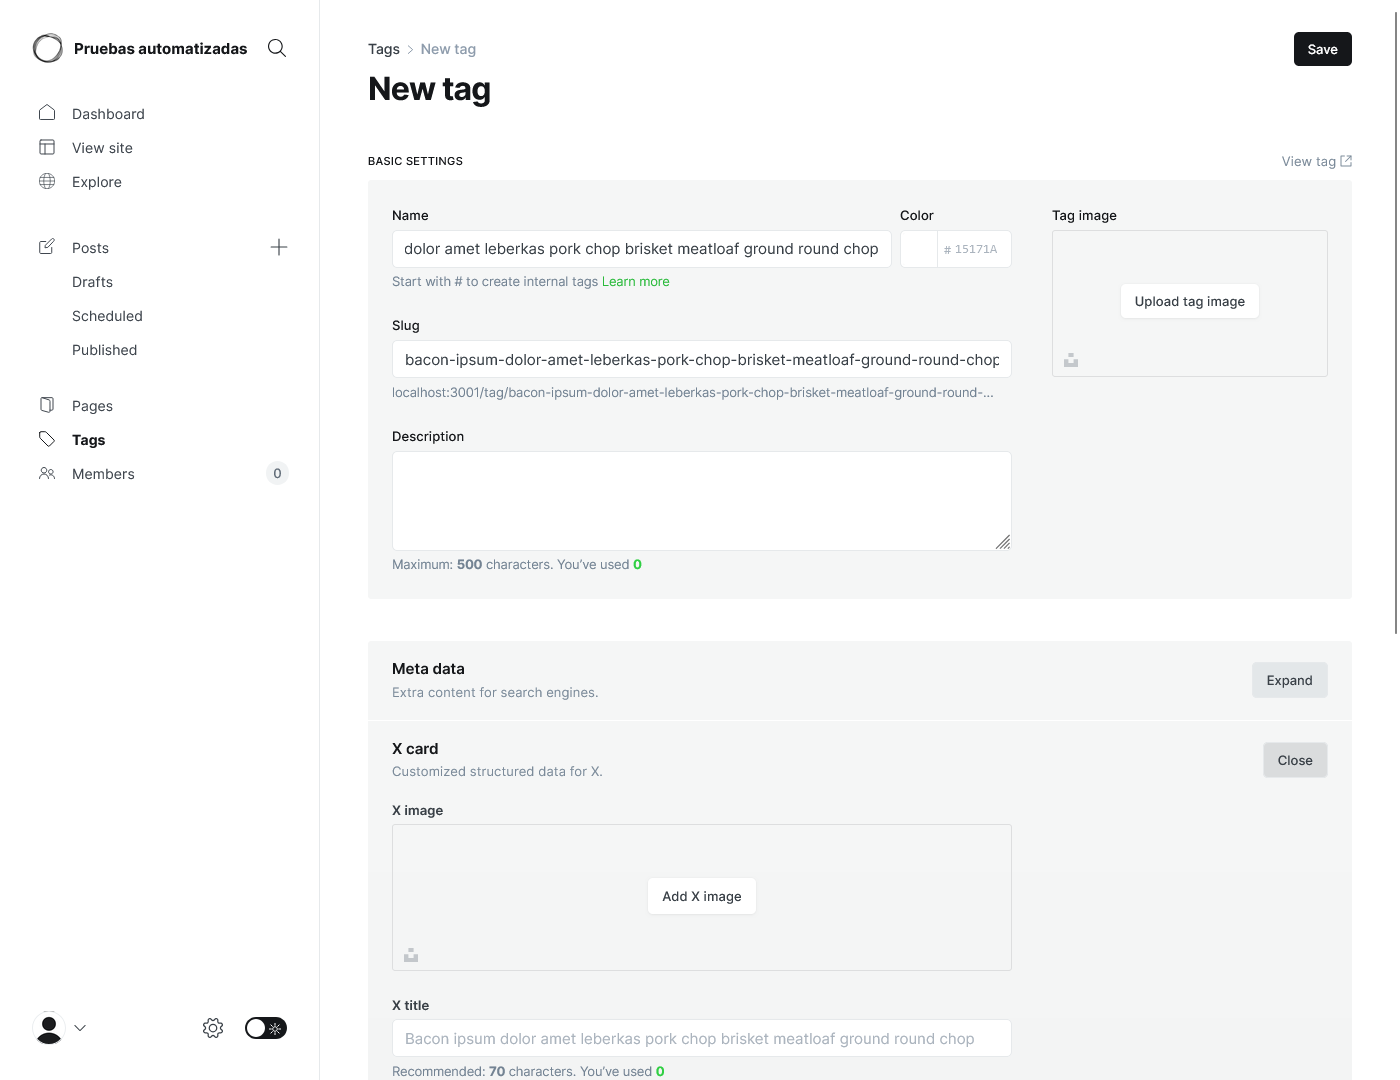 Pruebas automatizadas
Dashboard
View site
Explore
Posts
Drafts
Scheduled
Published
Pages
Tags
Members
0
Tags > New tag
Save
New tag
BASIC SETTINGS
View tag
Name
dolor amet leberkas pork chop brisket meatloaf ground round chop
Start with # to create internal tags Learn more
Color
# 15171A
Tag image
Upload tag image
Slug
bacon-ipsum-dolor-amet-leberkas-pork-chop-brisket-meatloaf-ground-round-chop
localhost:3001/tag/bacon-ipsum-dolor-amet-leberkas-pork-chop-brisket-meatloaf-ground-round-...
Description
Maximum: 500 characters. You’ve used 0
Meta data
Extra content for search engines.
Expand
X card
Customized structured data for X.
Close
X image
Add X image
X title
Bacon ipsum dolor amet leberkas pork chop brisket meatloaf ground round chop
Recommended: 70 characters. You’ve used 0